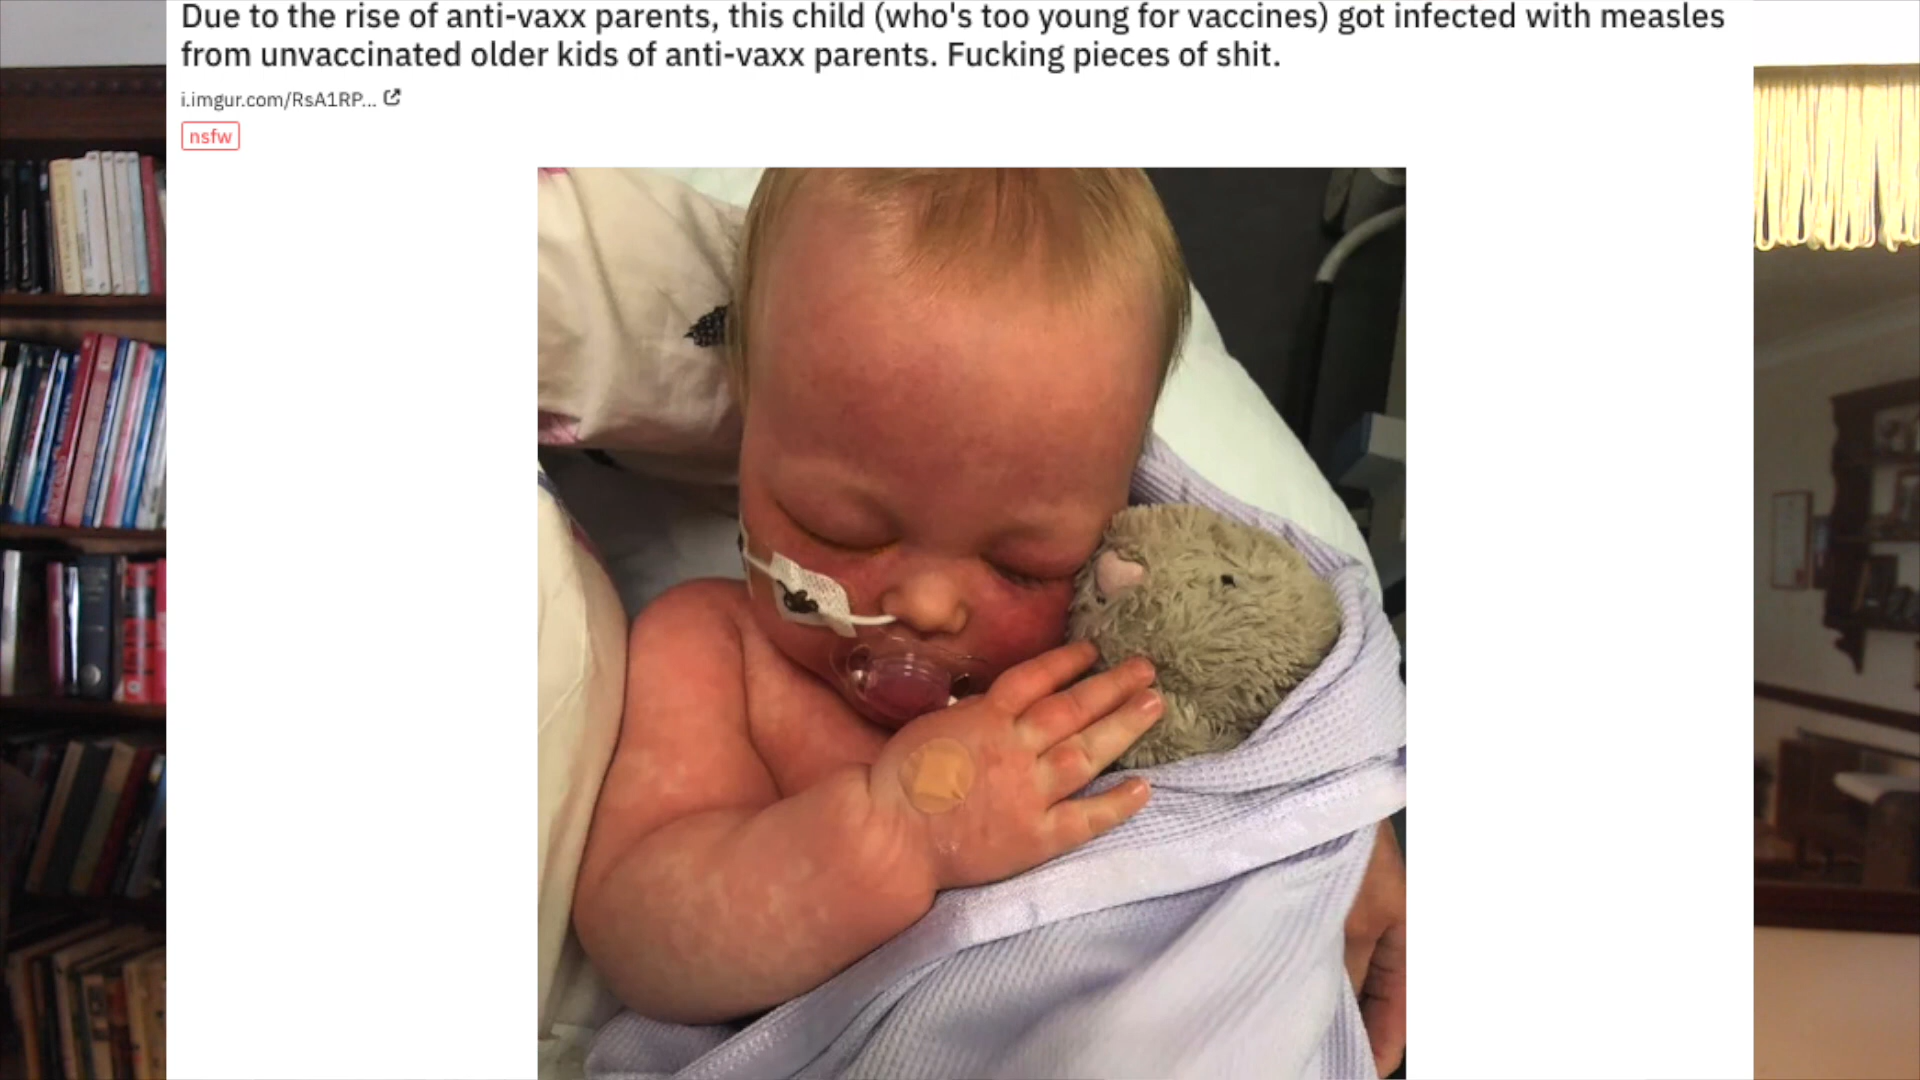 Due to the rise of anti-vaxx parents, this child (who's too young for vaccines) got infected with measles
from unvaccinated older kids of anti-vaxx parents. Fucking pieces of shit.
i.imgur.com/RsA1RP...
nsfw